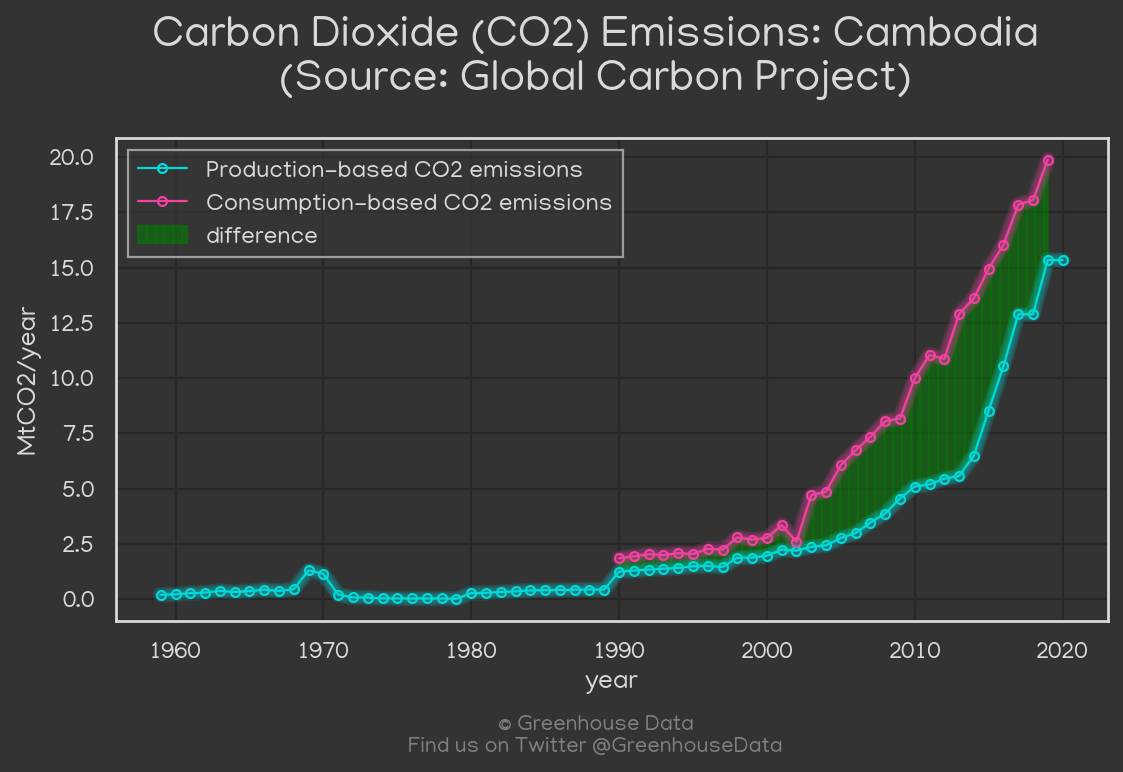 Carbon Dioxide (CO2) Emissions: Cambodia
(Source: Global Carbon Project)
Production-based CO2 emissions
Consumption-based CO2 emissions
difference
MtCO2/year
20.0
17.5
15.0
12.5
10.0
7.5
5.0
2.5
0.0
1960 1970 1980 1990 2000 2010 2020
year
© Greenhouse Data
Find us on Twitter @GreenhouseData